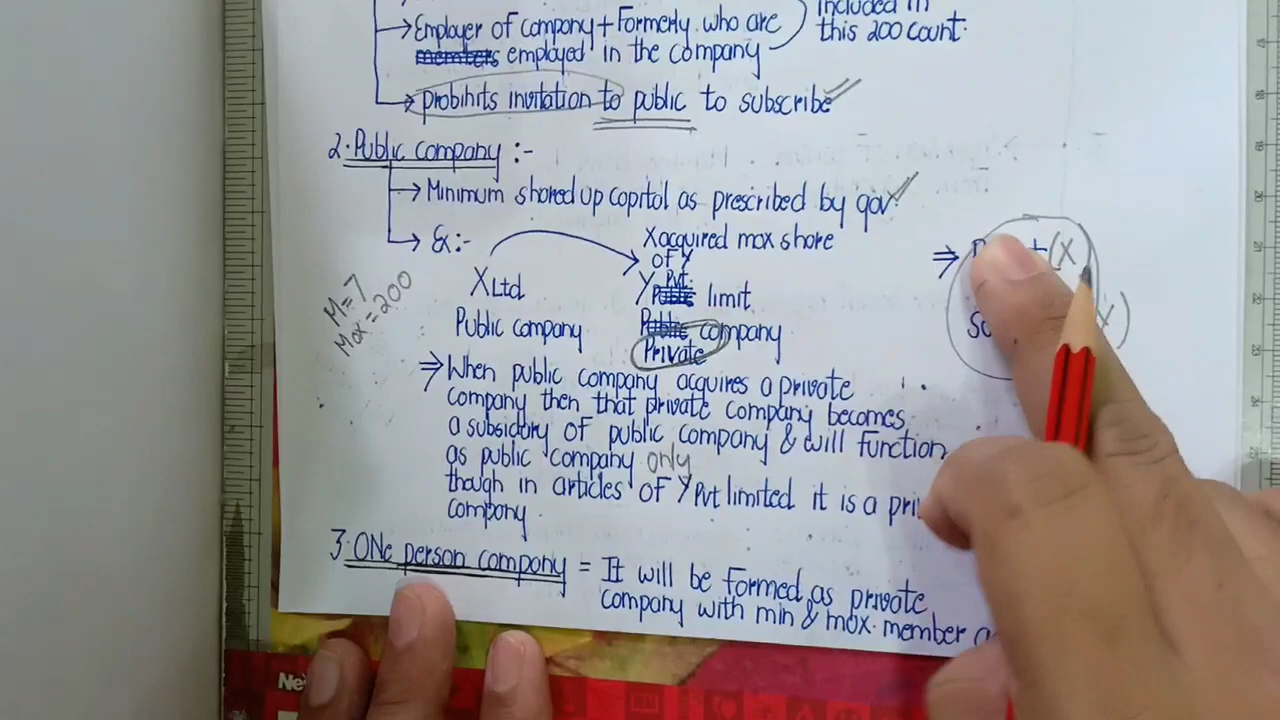 included in
→ Employer of company + Formerly who are
this 200 count.
members employed in the company
→ probihits invitation to public to subscribe
2. Public company :-
→ Minimum shared up capital as prescribed by gov
→ Ex:-
X acquired max share
of Y
X Ltd
Y Pvt. Public limit
Public company
Public company
Private
M=7
Max=200
⇒ (X
X)
⇒ When public company acquires a private
company then that private company becomes
a subsidory of public company & will function
as public company only
though in articles of Y Pvt limited it is a
company.
3. ONe person company = It will be formed as private
company with min & max. member
Ne